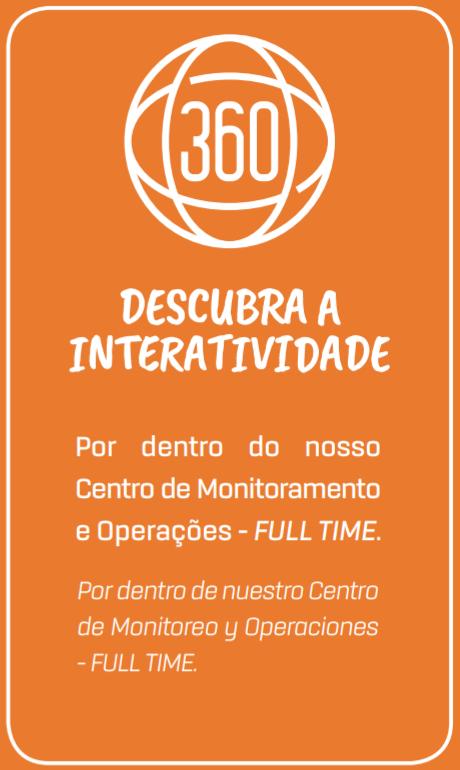 360
DESCUBRA A
INTERATIVIDADE
Por dentro do nosso
Centro de Monitoramento
e Operações - FULL TIME.
Por dentro de nuestro Centro
de Monitoreo y Operaciones
- FULL TIME.